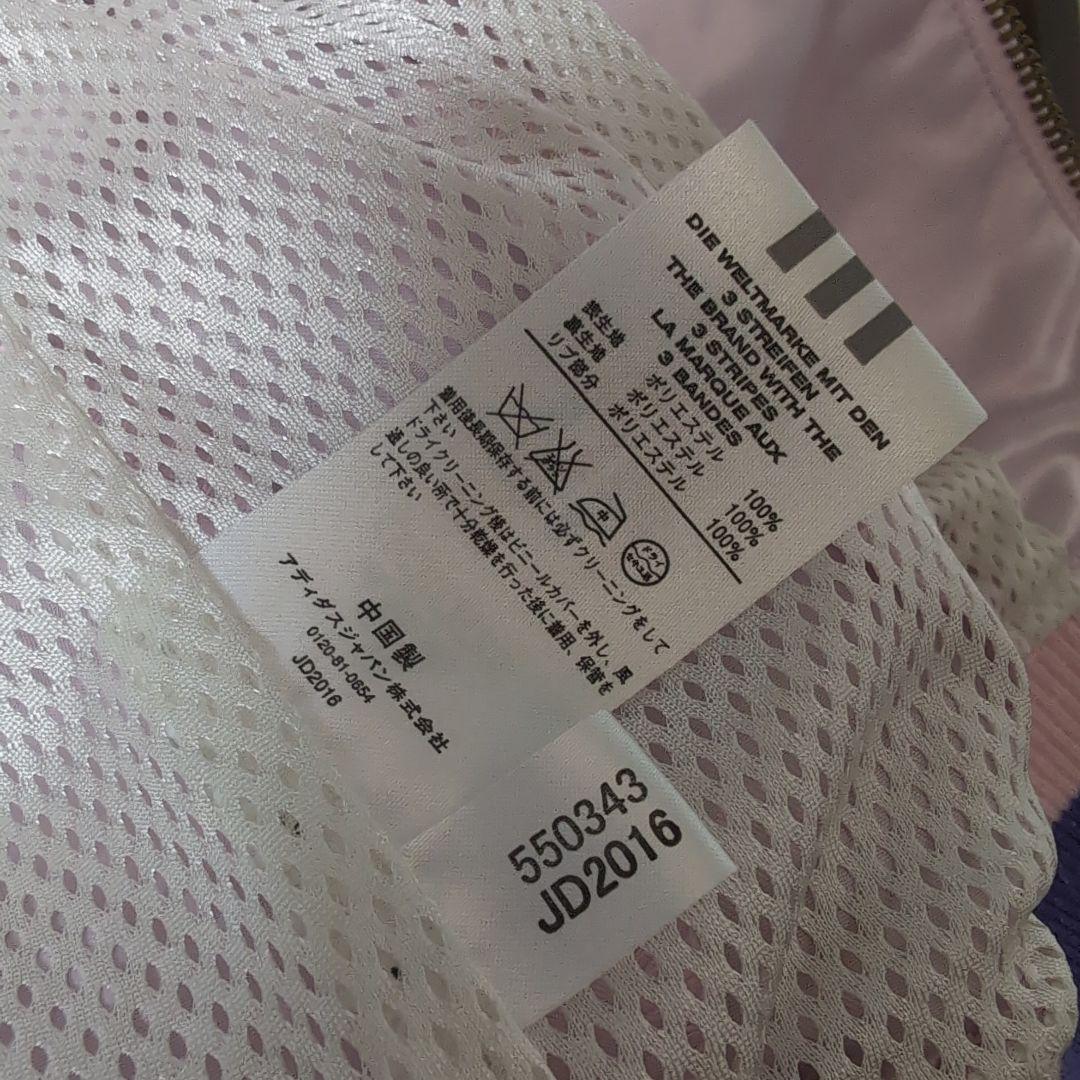 DIE WELTMARKE MIT DEN
3 STREIFEN
THE BRAND WITH THE
3 STRIPES
LA MARQUE AUX
3 BANDES
表生地 ポリエステル 100%
裏生地 ポリエステル 100%
リブ部分 ポリエステル 100%
中
ドライ
着用後長期保存する前には必ずクリーニングをして
下さい
ドライクリーニング後はビニールカバーを外し、風
通しの良い所で十分乾燥を行った後に着用、保管を
して下さい
中国製
アディダスジャパン株式会社
0120-81-0654
JD2016
550343
JD2016